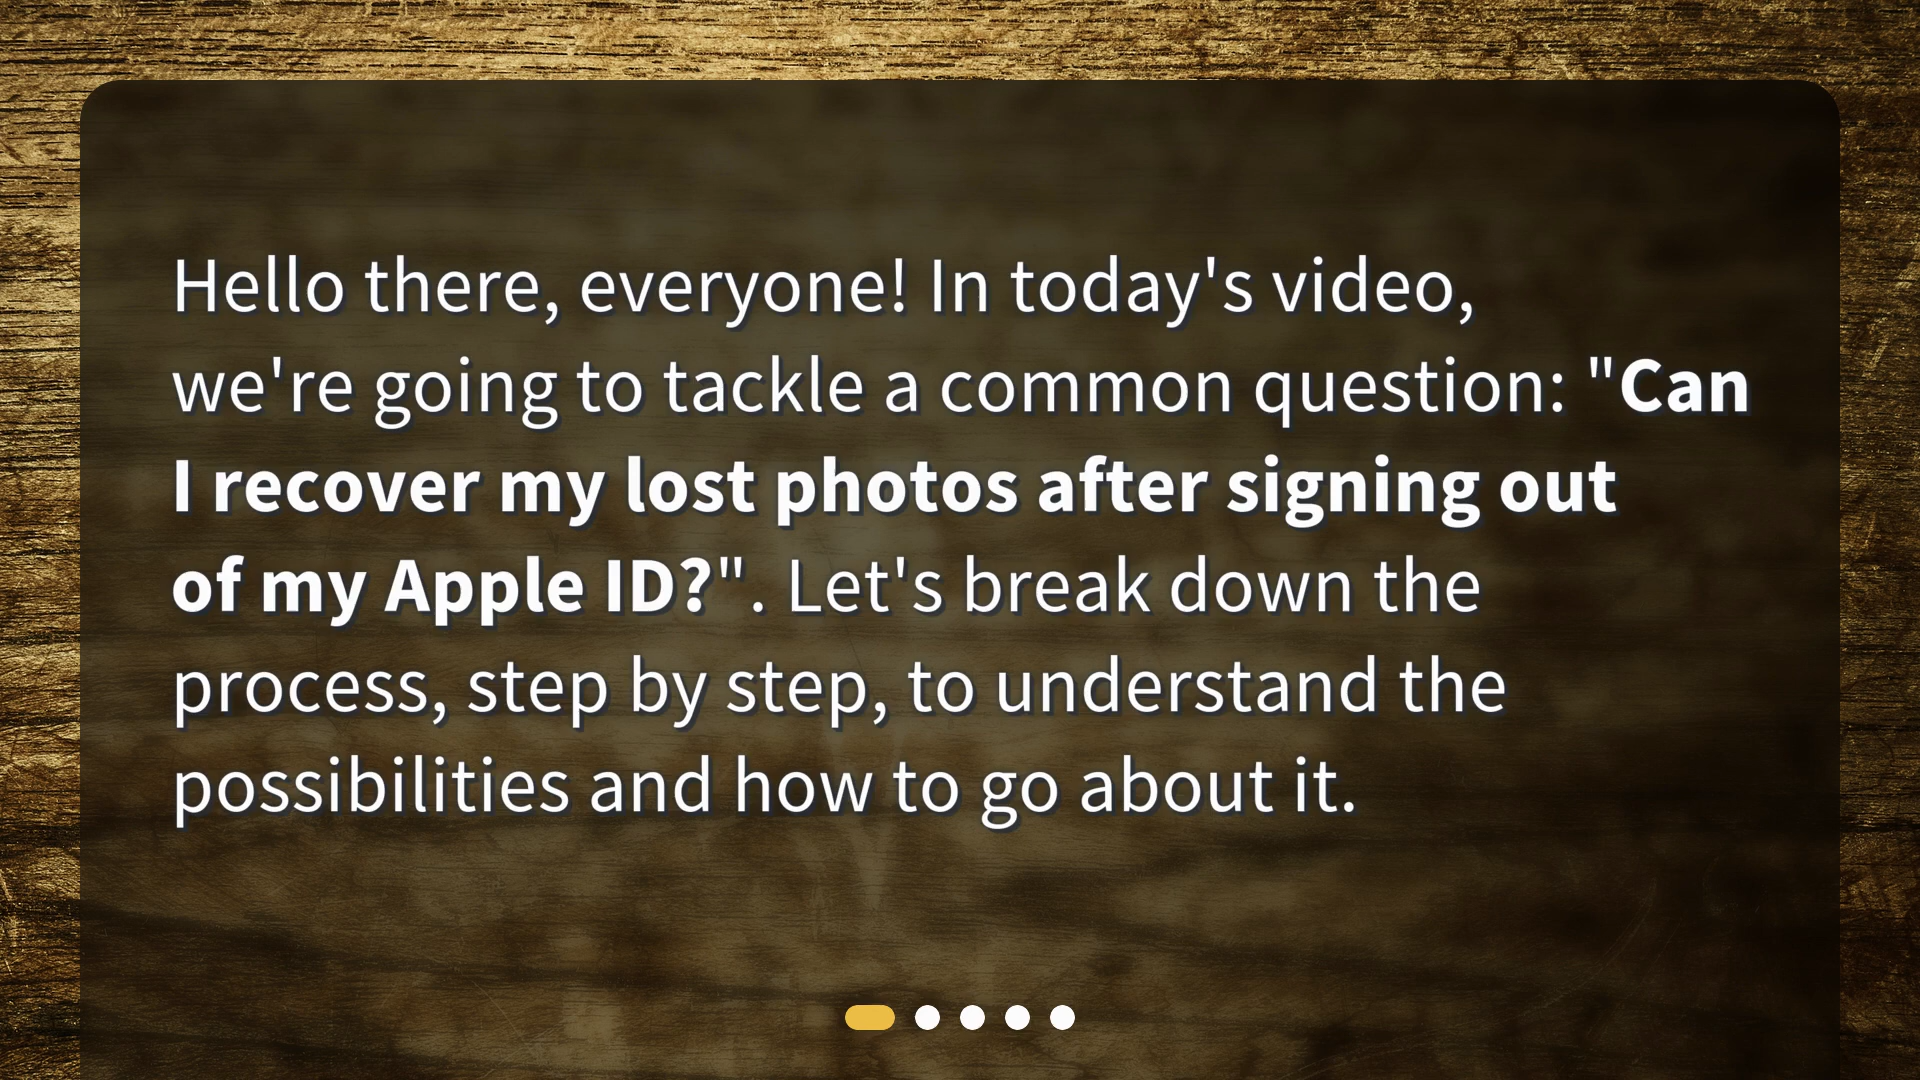 Hello there, everyone! In today's video,
we're going to tackle a common question: "Can
I recover my lost photos after signing out
of my Apple ID?". Let's break down the
process, step by step, to understand the
possibilities and how to go about it.